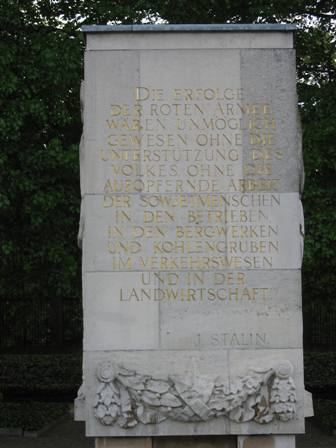 DIE ERFOLGE
DER ROTEN ARMEE
WÄREN UNMÖGLICH
GEWESEN OHNE DIE
UNTERSTÜTZUNG DES
VOLKES, OHNE DIE
AUFOPFERNDE ARBEIT
DER SOWJETMENSCHEN
IN DEN BETRIEBEN,
IN DEN BERGWERKEN
UND KOHLENGRUBEN
IM VERKEHRSWESEN
UND IN DER
LANDWIRTSCHAFT.
J. STALIN.